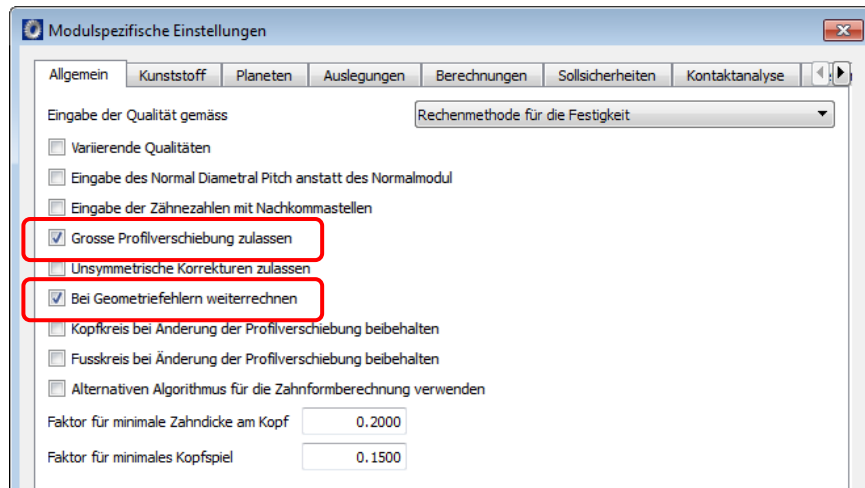 Modulspezifische Einstellungen
Allgemein Kunststoff Planeten Auslegungen Berechnungen Sollsicherheiten Kontaktanalyse
Eingabe der Qualität gemäss Rechenmethode für die Festigkeit
Variierende Qualitäten
Eingabe des Normal Diametral Pitch anstatt des Normalmodul
Eingabe der Zähnezahlen mit Nachkommastellen
Grosse Profilverschiebung zulassen
Unsymmetrische Korrekturen zulassen
Bei Geometriefehlern weiterrechnen
Kopfkreis bei Änderung der Profilverschiebung beibehalten
Fusskreis bei Änderung der Profilverschiebung beibehalten
Alternativen Algorithmus für die Zahnformberechnung verwenden
Faktor für minimale Zahndicke am Kopf 0.2000
Faktor für minimales Kopfspiel 0.1500